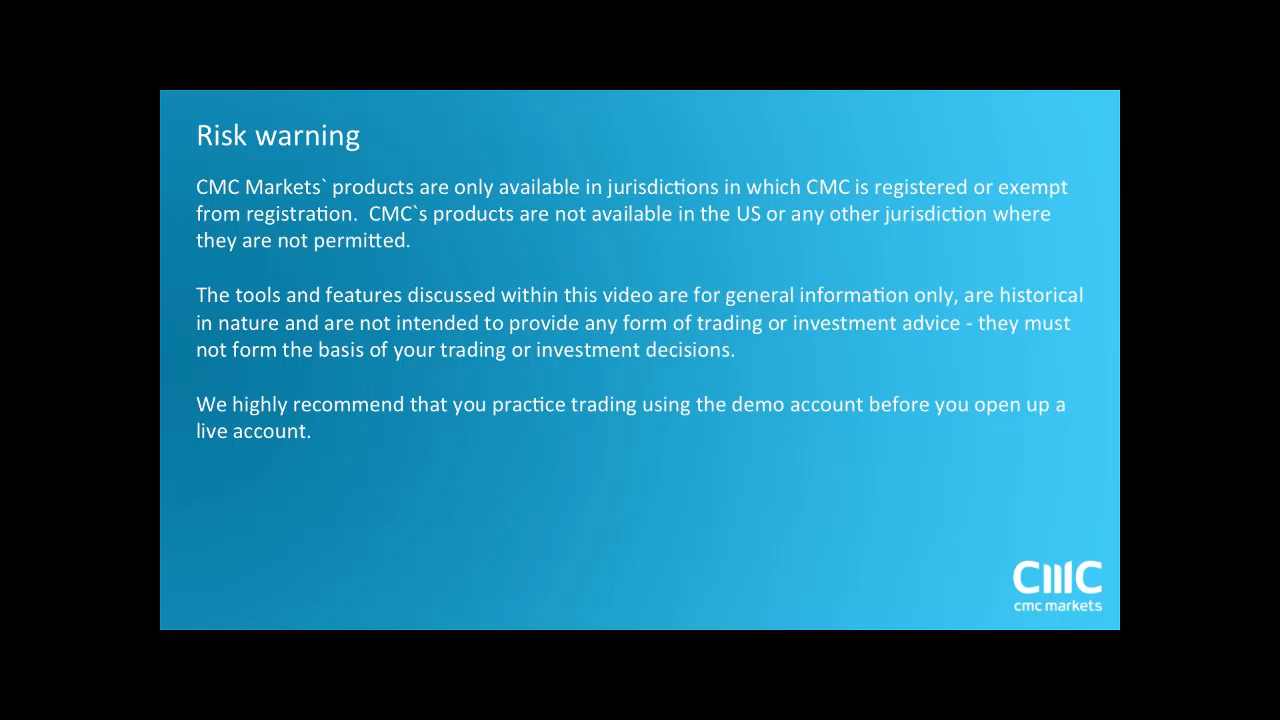 Risk warning
CMC Markets` products are only available in jurisdictions in which CMC is registered or exempt
from registration.  CMC`s products are not available in the US or any other jurisdiction where
they are not permitted.
The tools and features discussed within this video are for general information only, are historical
in nature and are not intended to provide any form of trading or investment advice - they must
not form the basis of your trading or investment decisions.
We highly recommend that you practice trading using the demo account before you open up a
live account.
CMC
cmc markets